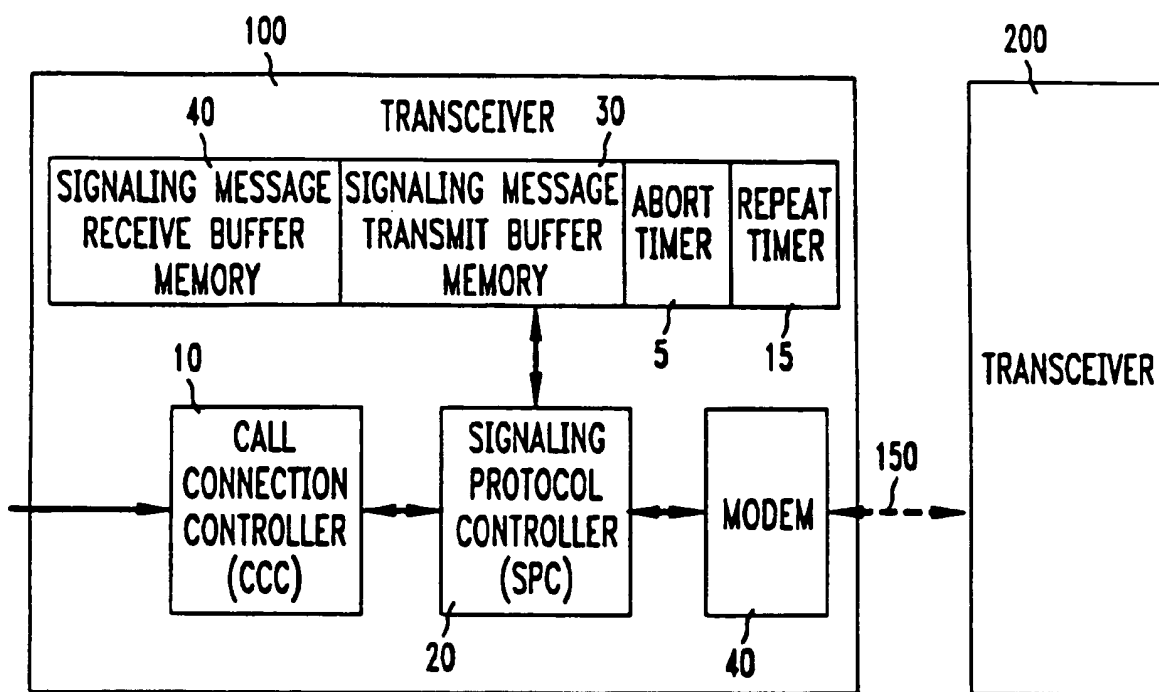 100
200
TRANSCEIVER
40
30
SIGNALING MESSAGE
RECEIVE BUFFER
MEMORY
SIGNALING MESSAGE
TRANSMIT BUFFER
MEMORY
ABORT
TIMER
REPEAT
TIMER
5
15
TRANSCEIVER
10
CALL
CONNECTION
CONTROLLER
(CCC)
SIGNALING
PROTOCOL
CONTROLLER
(SPC)
MODEM
150
20
40